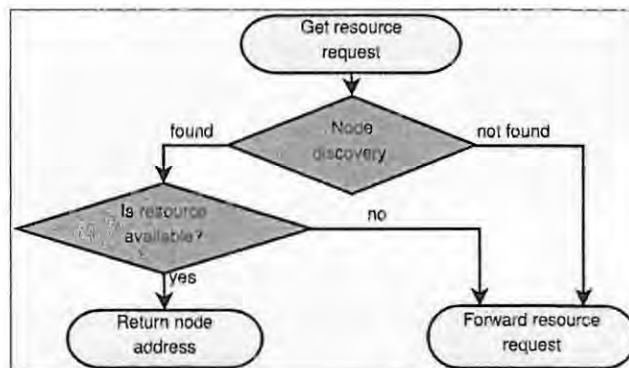 Get resource
request
Node
discovery
found
not found
Is resource
available?
no
yes
Return node
address
Forward resource
request